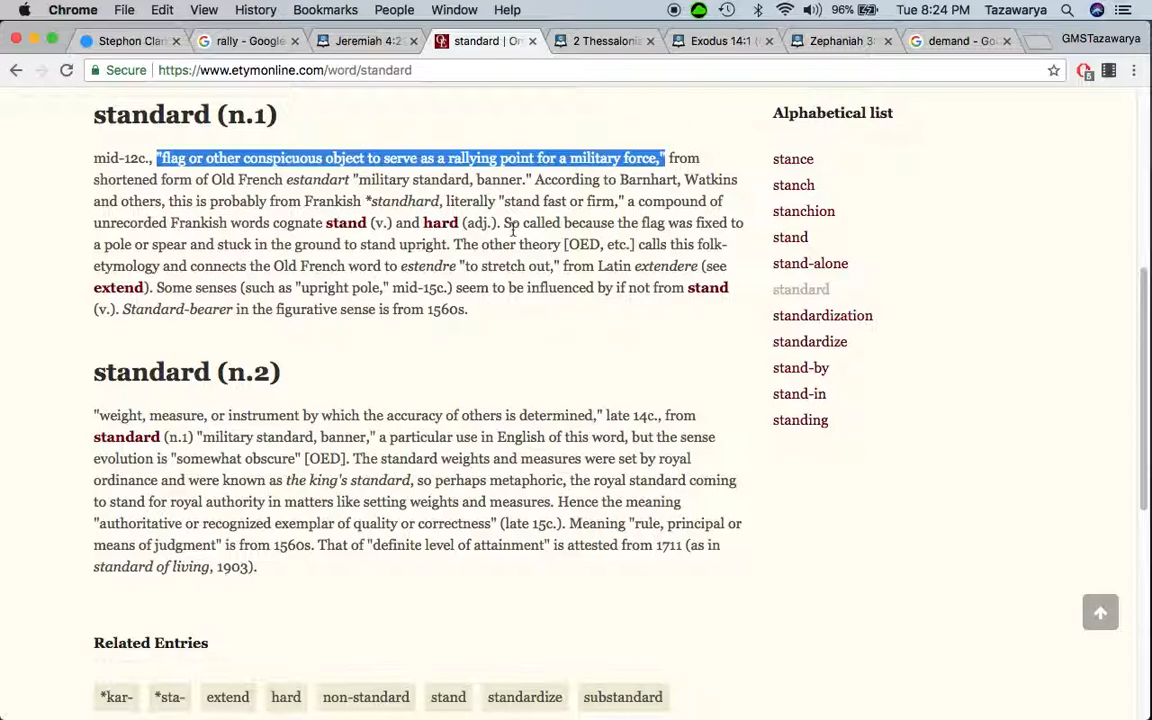 Chrome File Edit View History Bookmarks People Window Help 96% Tue 8:24 PM Tazawarya
Stephon Clar rally - Google Jeremiah 4:2 standard | On 2 Thessalonia Exodus 14:1 ( Zephaniah 3: demand - Go GMSTazawarya
Secure https://www.etymonline.com/word/standard
standard (n.1)
mid-12c., "flag or other conspicuous object to serve as a rallying point for a military force," from
shortened form of Old French estandart "military standard, banner." According to Barnhart, Watkins
and others, this is probably from Frankish *standhard, literally "stand fast or firm," a compound of
unrecorded Frankish words cognate stand (v.) and hard (adj.). So called because the flag was fixed to
a pole or spear and stuck in the ground to stand upright. The other theory [OED, etc.] calls this folk-
etymology and connects the Old French word to estendre "to stretch out," from Latin extendere (see
extend). Some senses (such as "upright pole," mid-15c.) seem to be influenced by if not from stand
(v.). Standard-bearer in the figurative sense is from 1560s.
standard (n.2)
"weight, measure, or instrument by which the accuracy of others is determined," late 14c., from
standard (n.1) "military standard, banner," a particular use in English of this word, but the sense
evolution is "somewhat obscure" [OED]. The standard weights and measures were set by royal
ordinance and were known as the king's standard, so perhaps metaphoric, the royal standard coming
to stand for royal authority in matters like setting weights and measures. Hence the meaning
"authoritative or recognized exemplar of quality or correctness" (late 15c.). Meaning "rule, principal or
means of judgment" is from 1560s. That of "definite level of attainment" is attested from 1711 (as in
standard of living, 1903).
Related Entries
*kar- *sta- extend hard non-standard stand standardize substandard
Alphabetical list
stance
stanch
stanchion
stand
stand-alone
standard
standardization
standardize
stand-by
stand-in
standing